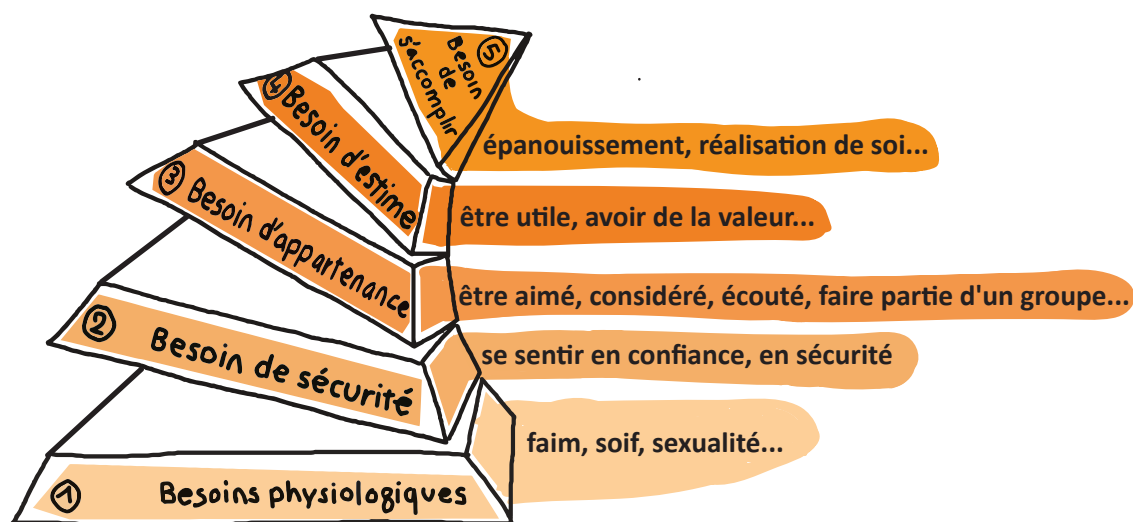 ⑤ Besoin de s'accomplir
épanouissement, réalisation de soi...
④ Besoin d'estime
être utile, avoir de la valeur...
③ Besoin d'appartenance
être aimé, considéré, écouté, faire partie d'un groupe...
② Besoin de sécurité
se sentir en confiance, en sécurité
① Besoins physiologiques
faim, soif, sexualité...